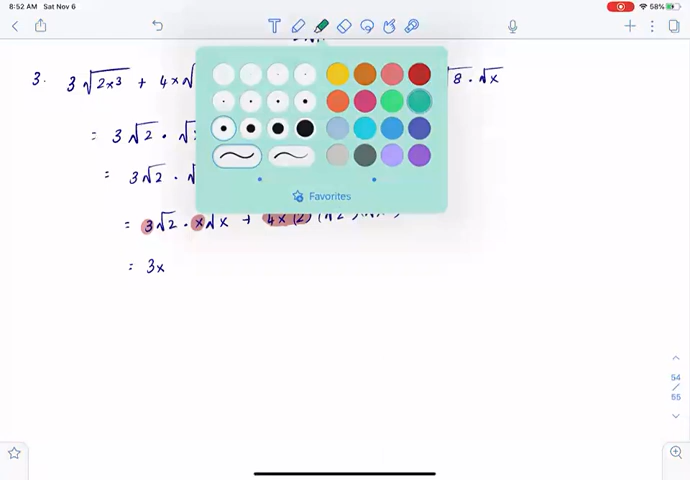 8:52 AM Sat Nov 6
58%
3. 3√2x³ + 4x√ √8 · √x
= 3√2 · √
= 3√2 · √
= 3√2 · x√x + 4x (2)
= 3x
Favorites
54
/
55